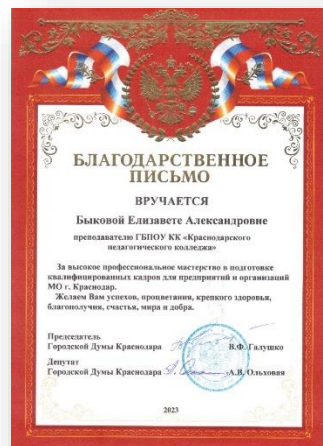 БЛАГОДАРСТВЕННОЕ
ПИСЬМО
ВРУЧАЕТСЯ
Быковой Елизавете Александровне
преподавателю ГБПОУ КК «Краснодарского
педагогического колледжа»
За высокое профессиональное мастерство в подготовке
квалифицированных кадров для предприятий и организаций
МО г. Краснодар.
Желаем Вам успехов, процветания, крепкого здоровья,
благополучия, счастья, мира и добра.
Председатель
Городской Думы Краснодара В.Ф. Галушко
Депутат
Городской Думы Краснодара А.В. Ольховая
2023